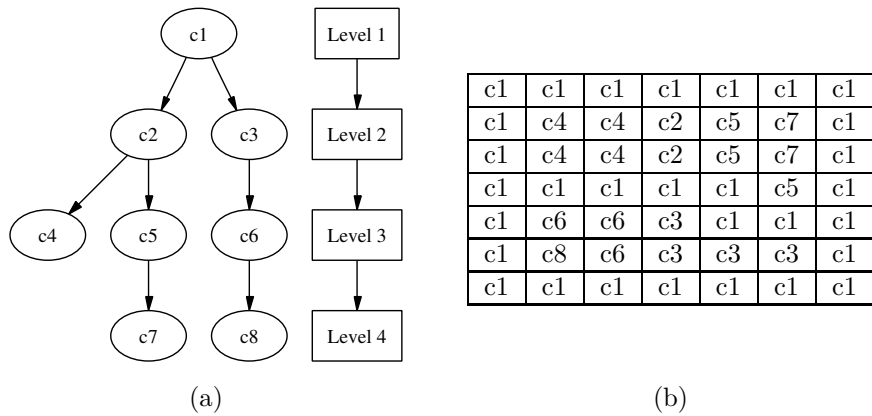 c1 Level 1
c2 c3 Level 2
c4 c5 c6 Level 3
c7 c8 Level 4
(a)
c1 c1 c1 c1 c1 c1 c1
c1 c4 c4 c2 c5 c7 c1
c1 c4 c4 c2 c5 c7 c1
c1 c1 c1 c1 c1 c5 c1
c1 c6 c6 c3 c1 c1 c1
c1 c8 c6 c3 c3 c3 c1
c1 c1 c1 c1 c1 c1 c1
(b)